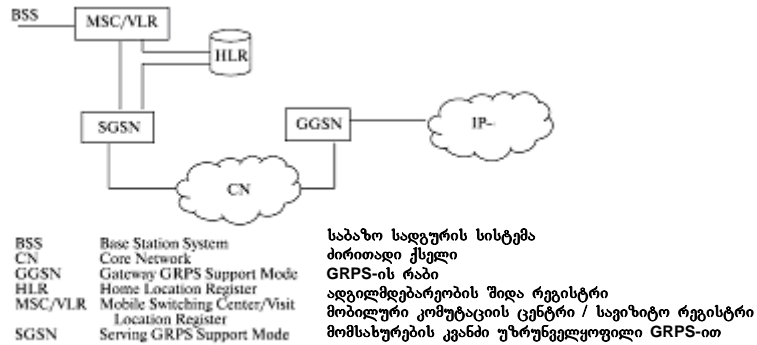 BSS
MSC/VLR
HLR
SGSN
GGSN
IP–
CN
BSS Base Station System საბაზო სადგურის სისტემა
CN Core Network ძირითადი ქსელი
GGSN Gateway GRPS Support Mode GRPS-ის რაბი
HLR Home Location Register ადგილმდებარეობის შიდა რეგისტრი
MSC/VLR Mobile Switching Center/Visit მობილური კომუტაციის ცენტრი / სავიზიტო რეგისტრი
Location Register
SGSN Serving GRPS Support Mode მომსახურების კვანძი უზრუნველყოფილი GRPS-ით